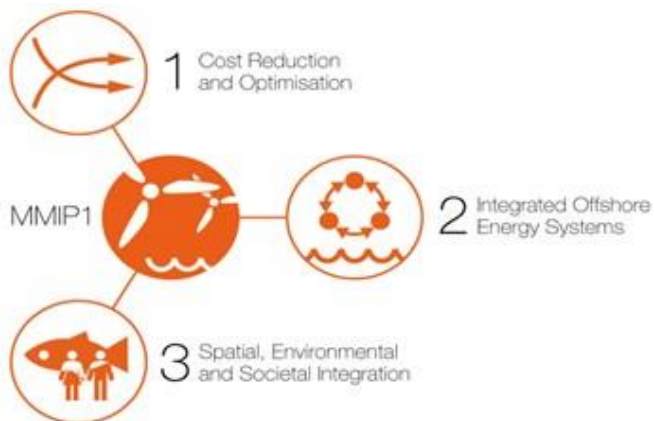 1 Cost Reduction
and Optimisation
MMIP1
2 Integrated Offshore
Energy Systems
3 Spatial, Environmental
and Societal Integration